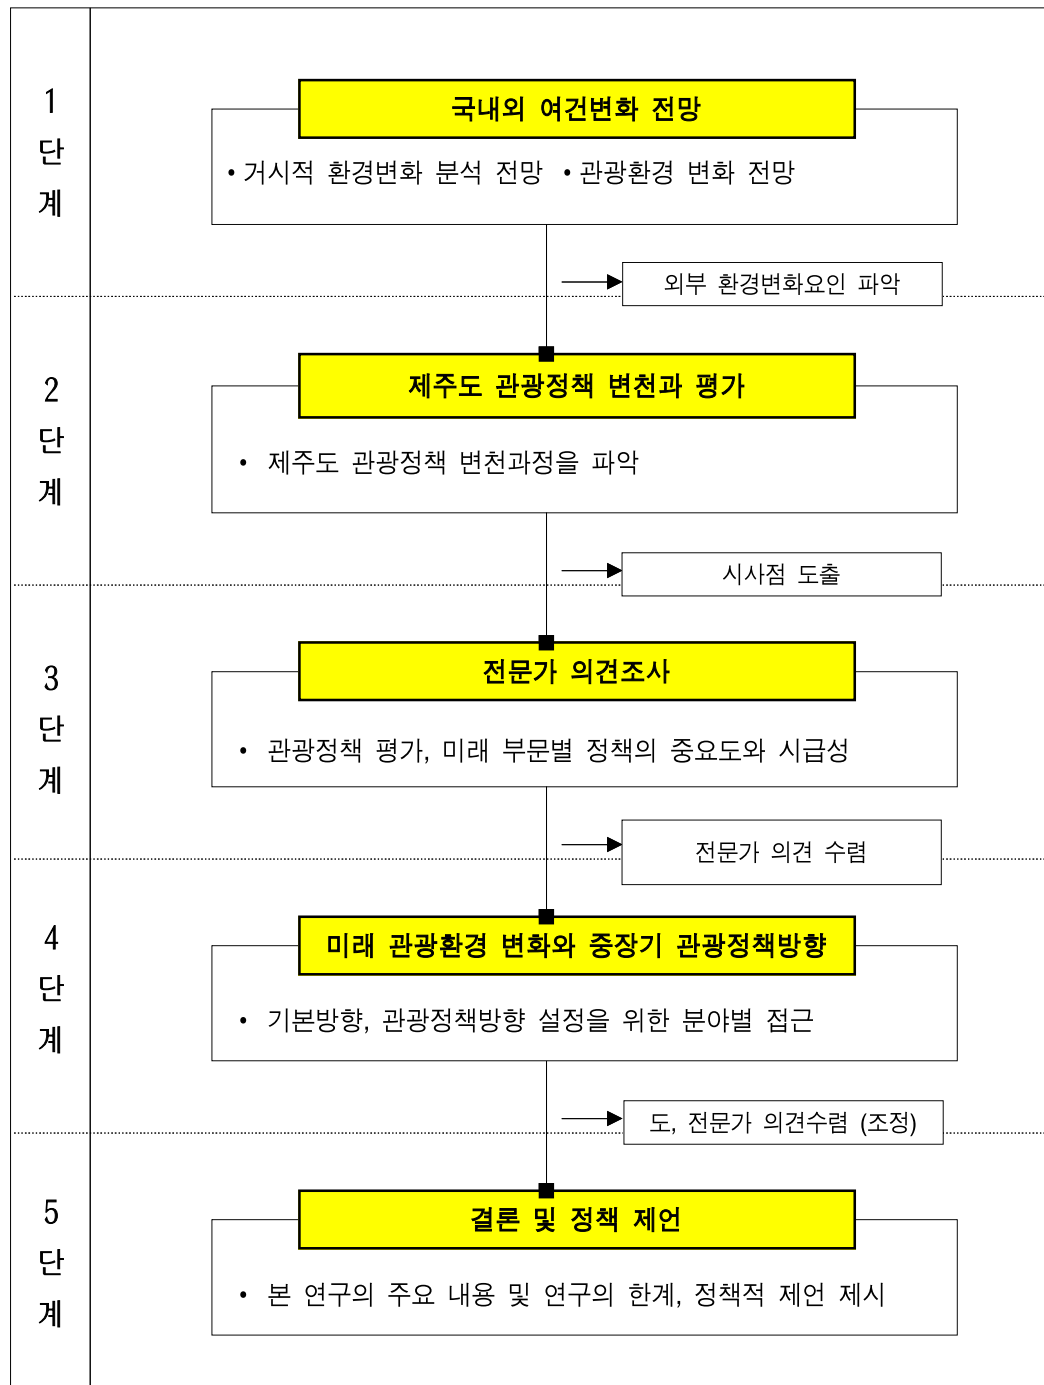 1
단
계
국내외 여건변화 전망
• 거시적 환경변화 분석 전망 • 관광환경 변화 전망
외부 환경변화요인 파악
2
단
계
제주도 관광정책 변천과 평가
• 제주도 관광정책 변천과정을 파악
시사점 도출
3
단
계
전문가 의견조사
• 관광정책 평가, 미래 부문별 정책의 중요도와 시급성
전문가 의견 수렴
4
단
계
미래 관광환경 변화와 중장기 관광정책방향
• 기본방향, 관광정책방향 설정을 위한 분야별 접근
도, 전문가 의견수렴 (조정)
5
단
계
결론 및 정책 제언
• 본 연구의 주요 내용 및 연구의 한계, 정책적 제언 제시